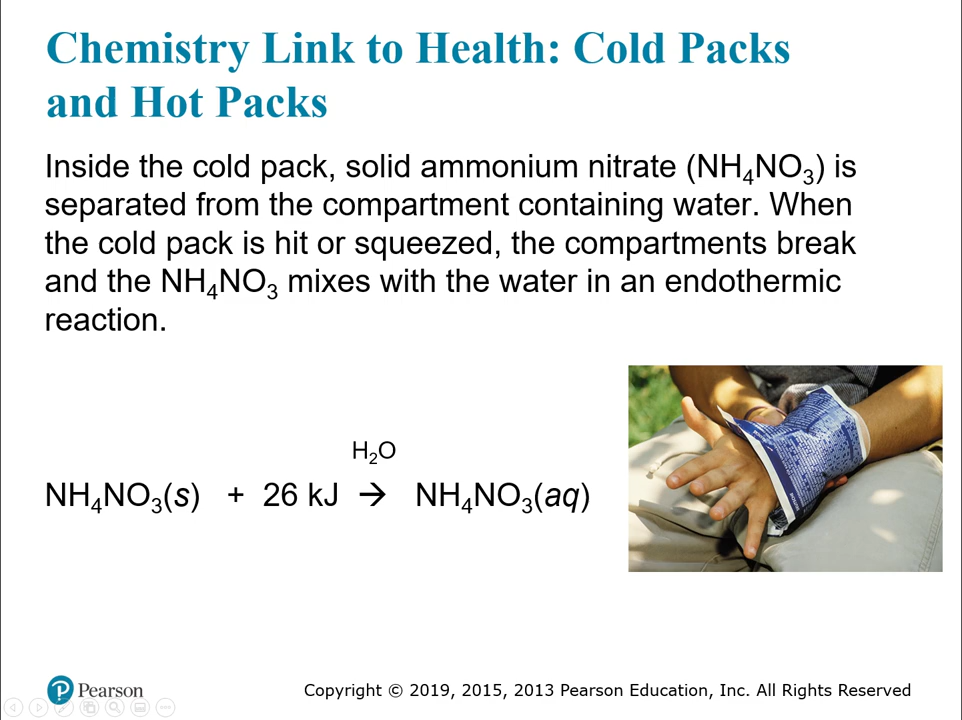 Chemistry Link to Health: Cold Packs
and Hot Packs
Inside the cold pack, solid ammonium nitrate (NH₄NO₃) is
separated from the compartment containing water. When
the cold pack is hit or squeezed, the compartments break
and the NH₄NO₃ mixes with the water in an endothermic
reaction.
H₂O
NH₄NO₃(s) + 26 kJ → NH₄NO₃(aq)
Pearson
Copyright © 2019, 2015, 2013 Pearson Education, Inc. All Rights Reserved